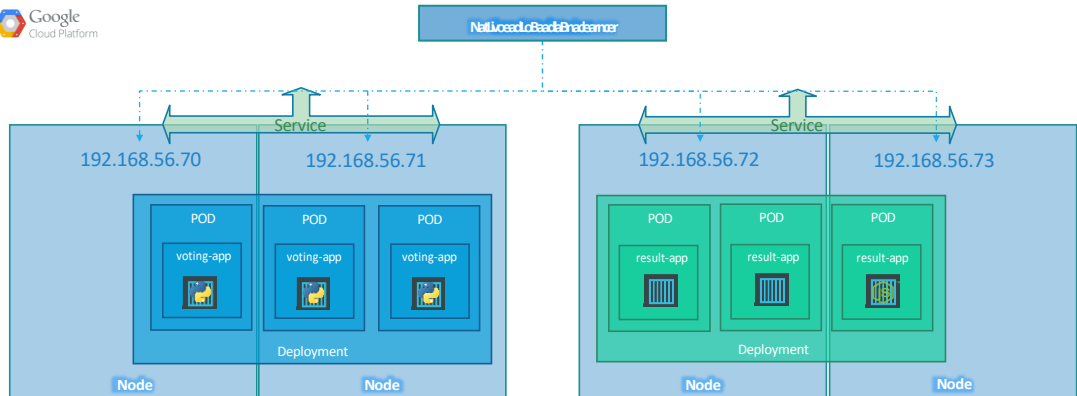 Google
Cloud Platform
Service
Service
192.168.56.70
192.168.56.71
192.168.56.72
192.168.56.73
POD
POD
POD
POD
POD
POD
voting-app
voting-app
voting-app
result-app
result-app
result-app
Deployment
Deployment
Node
Node
Node
Node